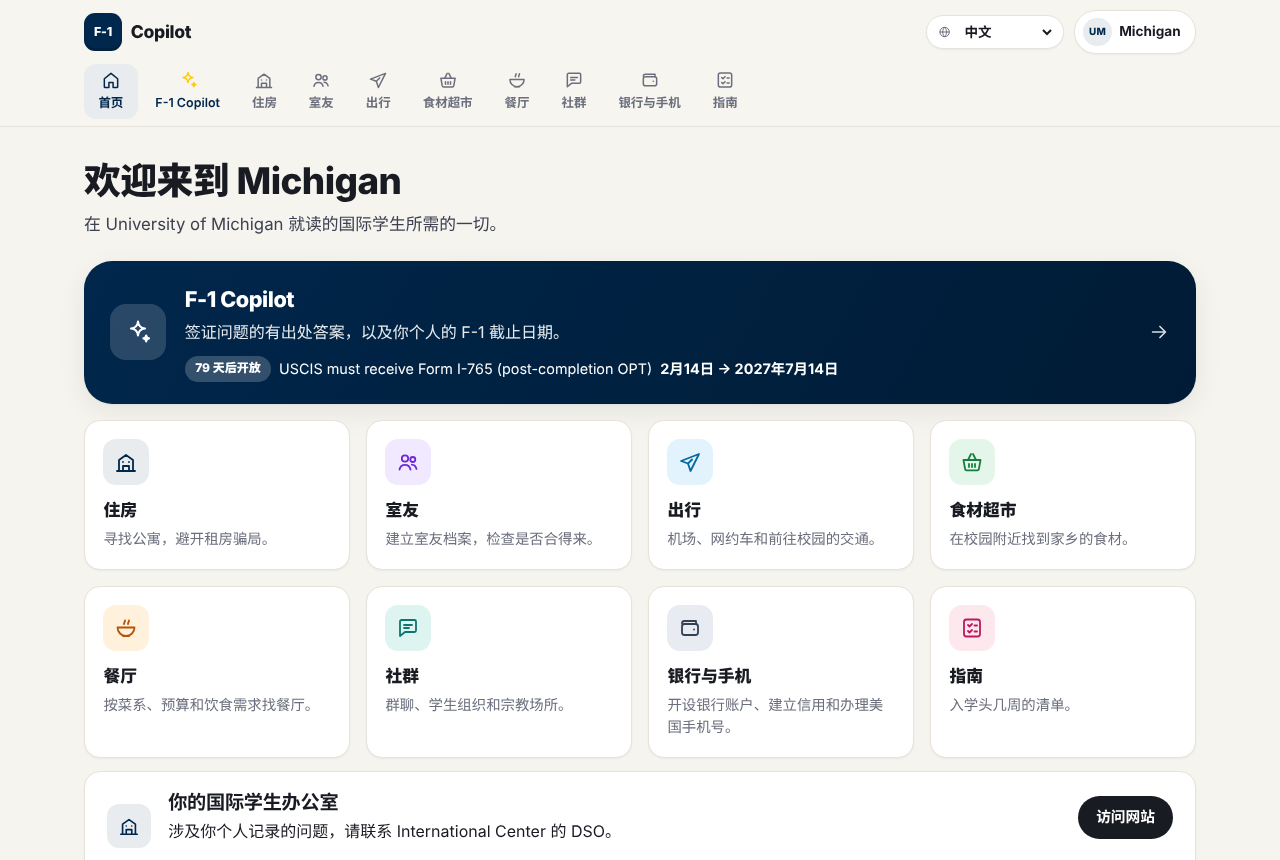 F-1 Copilot
中文
UM Michigan
首页
F-1 Copilot
住房
室友
出行
食材超市
餐厅
社群
银行与手机
指南
欢迎来到 Michigan
在 University of Michigan 就读的国际学生所需的一切。
F-1 Copilot
签证问题的有出处答案，以及你个人的 F-1 截止日期。
79 天后开放 USCIS must receive Form I-765 (post-completion OPT) 2月14日 → 2027年7月14日
住房
寻找公寓，避开租房骗局。
室友
建立室友档案，检查是否合得来。
出行
机场、网约车和前往校园的交通。
食材超市
在校园附近找到家乡的食材。
餐厅
按菜系、预算和饮食需求找餐厅。
社群
群聊、学生组织和宗教场所。
银行与手机
开设银行账户、建立信用和办理美
国手机号。
指南
入学头几周的清单。
你的国际学生办公室
涉及你个人记录的问题，请联系 International Center 的 DSO。
访问网站